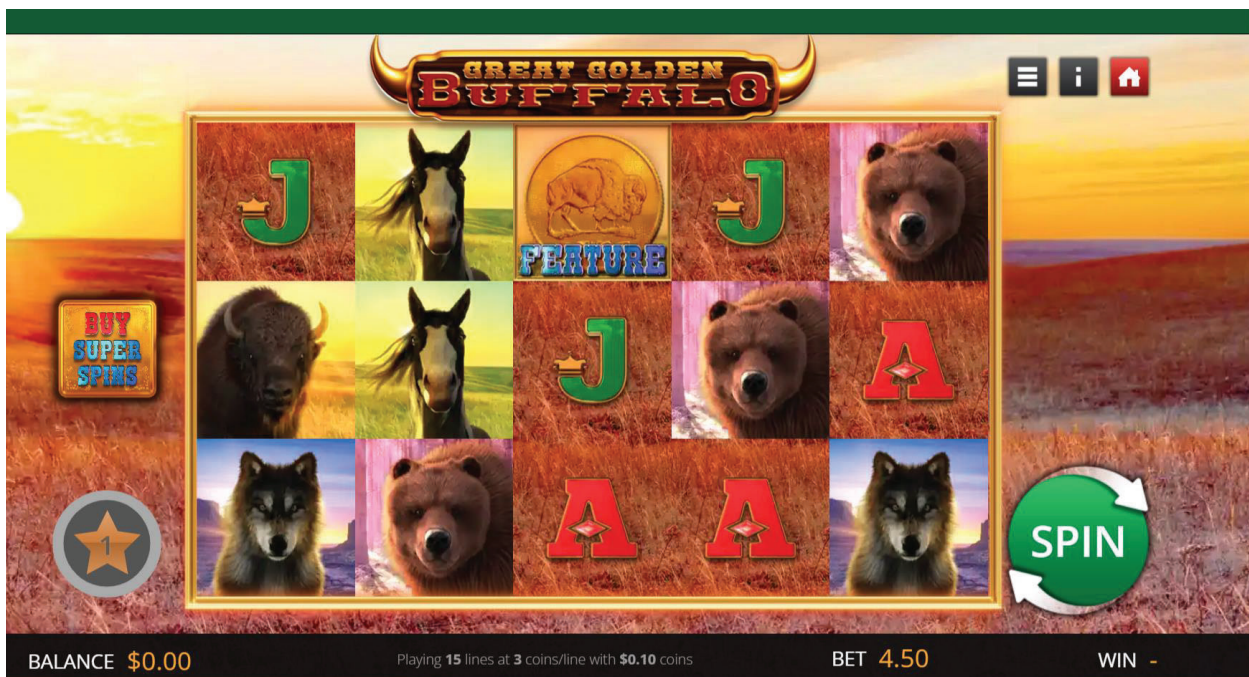 GREAT GOLDEN
BUFFALO
J
J
FEATURE
BUY
SUPER
SPINS
J
A
1
A
A
SPIN
BALANCE $0.00
Playing 15 lines at 3 coins/line with $0.10 coins
BET 4.50
WIN -